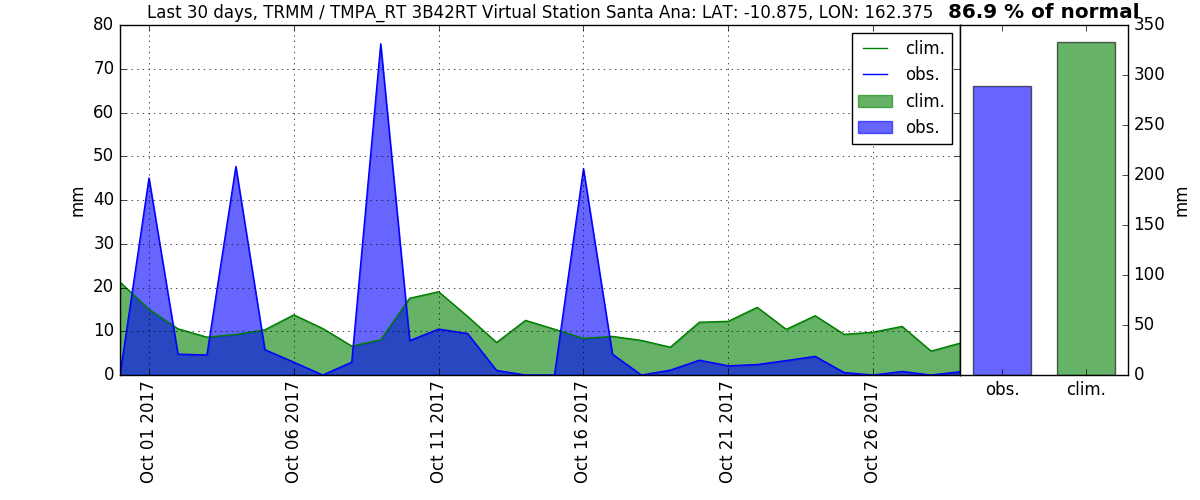 Last 30 days, TRMM / TMPA_RT 3B42RT Virtual Station Santa Ana: LAT: -10.875, LON: 162.375
86.9 % of normal
80
70
60
50
40
30
20
10
0
mm
clim.
obs.
clim.
obs.
Oct 01 2017
Oct 06 2017
Oct 11 2017
Oct 16 2017
Oct 21 2017
Oct 26 2017
350
300
250
200
150
100
50
0
mm
obs.
clim.